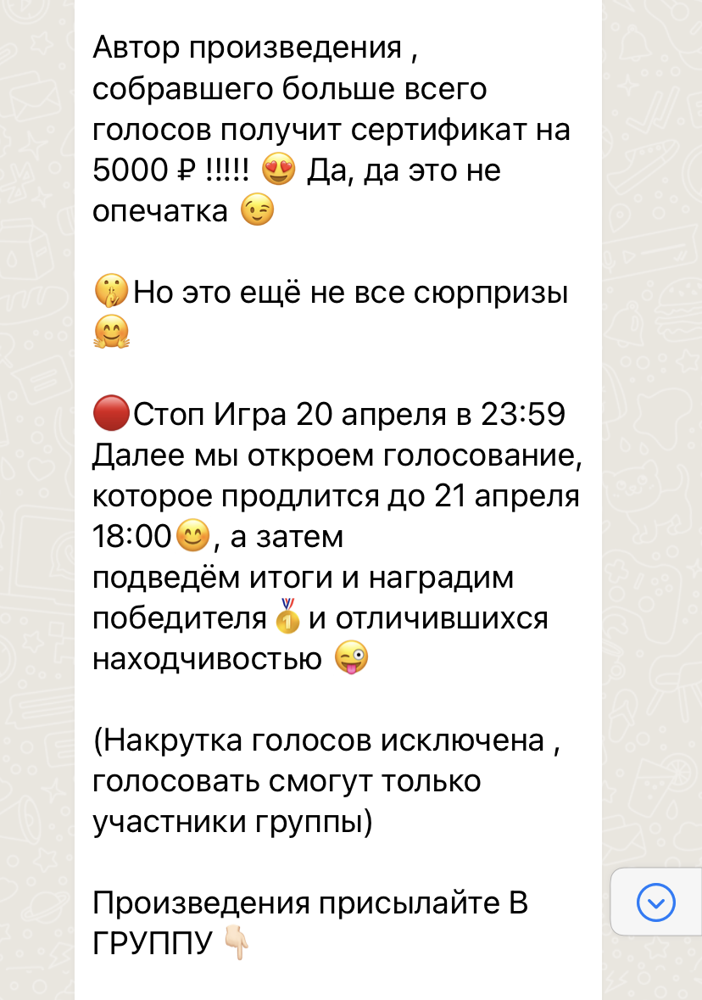 Автор произведения ,
собравшего больше всего
голосов получит сертификат на
5000 ₽ !!!!! 😍 Да, да это не
опечатка 😉
🤫Но это ещё не все сюрпризы
🤗
🔴Стоп Игра 20 апреля в 23:59
Далее мы откроем голосование,
которое продлится до 21 апреля
18:00😊, а затем
подведём итоги и наградим
победителя🥇и отличившихся
находчивостью 😜
(Накрутка голосов исключена ,
голосовать смогут только
участники группы)
Произведения присылайте В
ГРУППУ 👇🏻